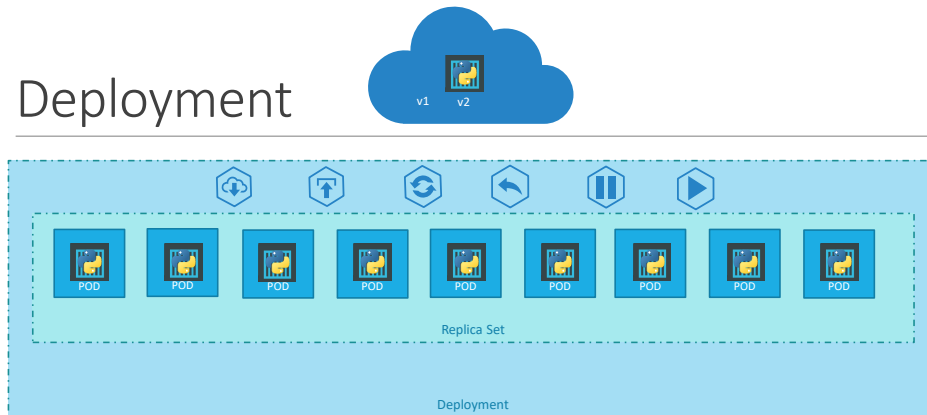 Deployment
v1 v2
POD POD POD POD POD POD POD POD POD
Replica Set
Deployment